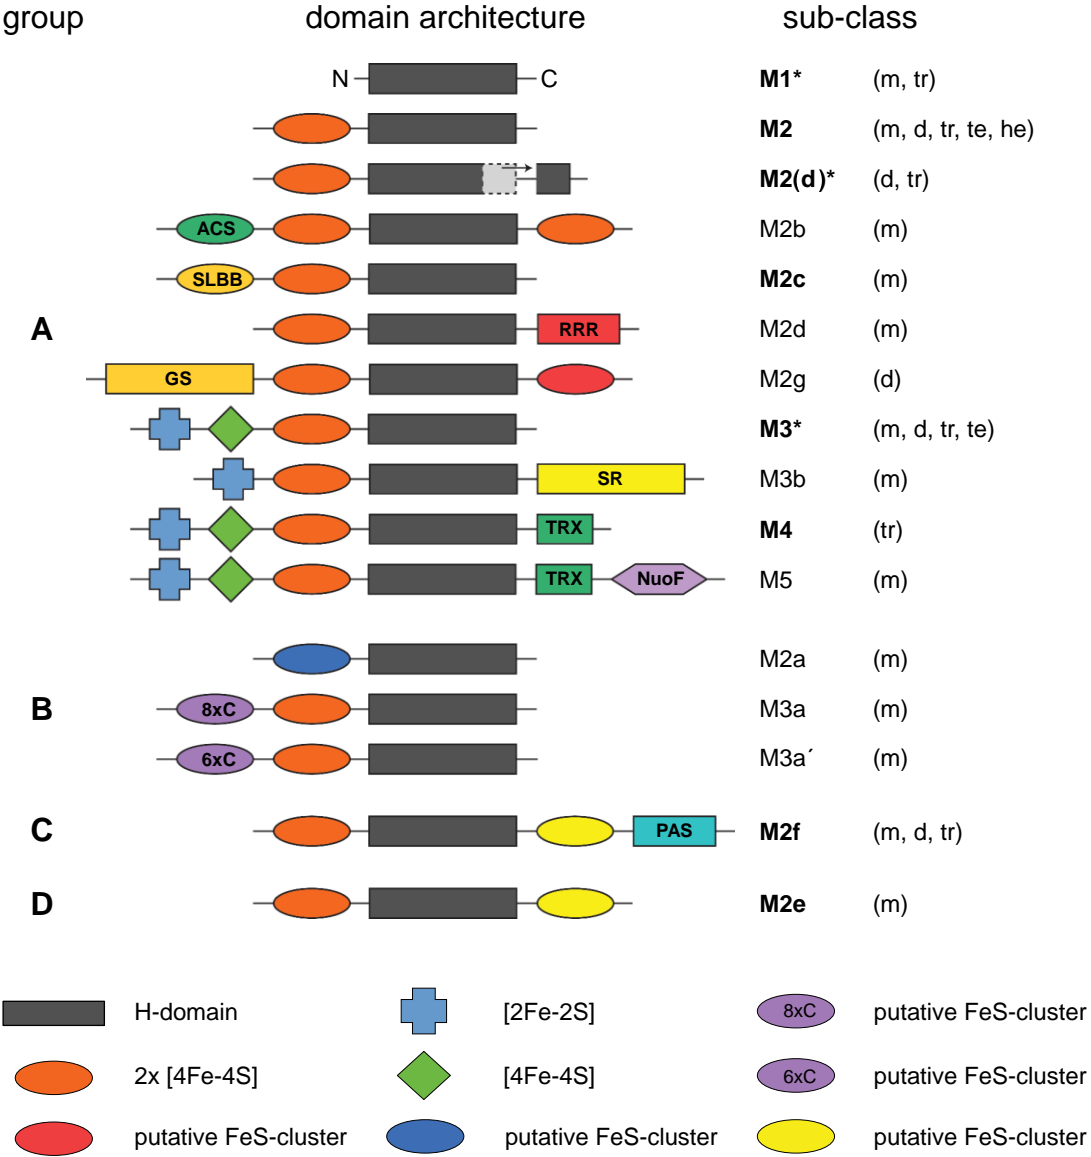 group domain architecture sub-class
N C M1* (m, tr)
M2 (m, d, tr, te, he)
M2(d)* (d, tr)
ACS M2b (m)
SLBB M2c (m)
A RRR M2d (m)
GS M2g (d)
M3* (m, d, tr, te)
SR M3b (m)
TRX M4 (tr)
TRX NuoF M5 (m)
M2a (m)
B 8xC M3a (m)
6xC M3a´ (m)
C PAS M2f (m, d, tr)
D M2e (m)
H-domain [2Fe-2S] 8xC putative FeS-cluster
2x [4Fe-4S] [4Fe-4S] 6xC putative FeS-cluster
putative FeS-cluster putative FeS-cluster putative FeS-cluster